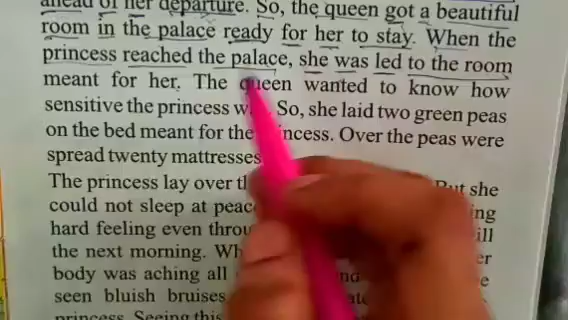 ahead of her departure. So, the queen got a beautiful
room in the palace ready for her to stay. When the
princess reached the palace, she was led to the room
meant for her. The queen wanted to know how
sensitive the princess w . So, she laid two green peas
on the bed meant for the incess. Over the peas were
spread twenty mattresses
The princess lay over But she
could not sleep at peac ing
hard feeling even throu ill
the next morning. Wh er
body was aching all
seen bluish bruises
princess. Seeing this